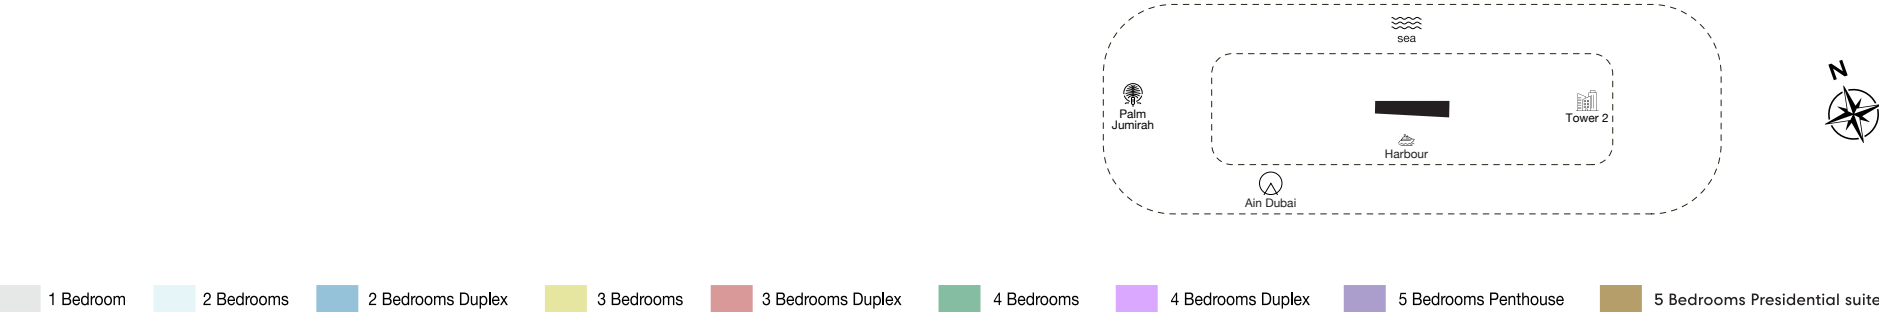 sea
N
Palm
Jumirah
Tower 2
Harbour
Ain Dubai
1 Bedroom
2 Bedrooms
2 Bedrooms Duplex
3 Bedrooms
3 Bedrooms Duplex
4 Bedrooms
4 Bedrooms Duplex
5 Bedrooms Penthouse
5 Bedrooms Presidential suite